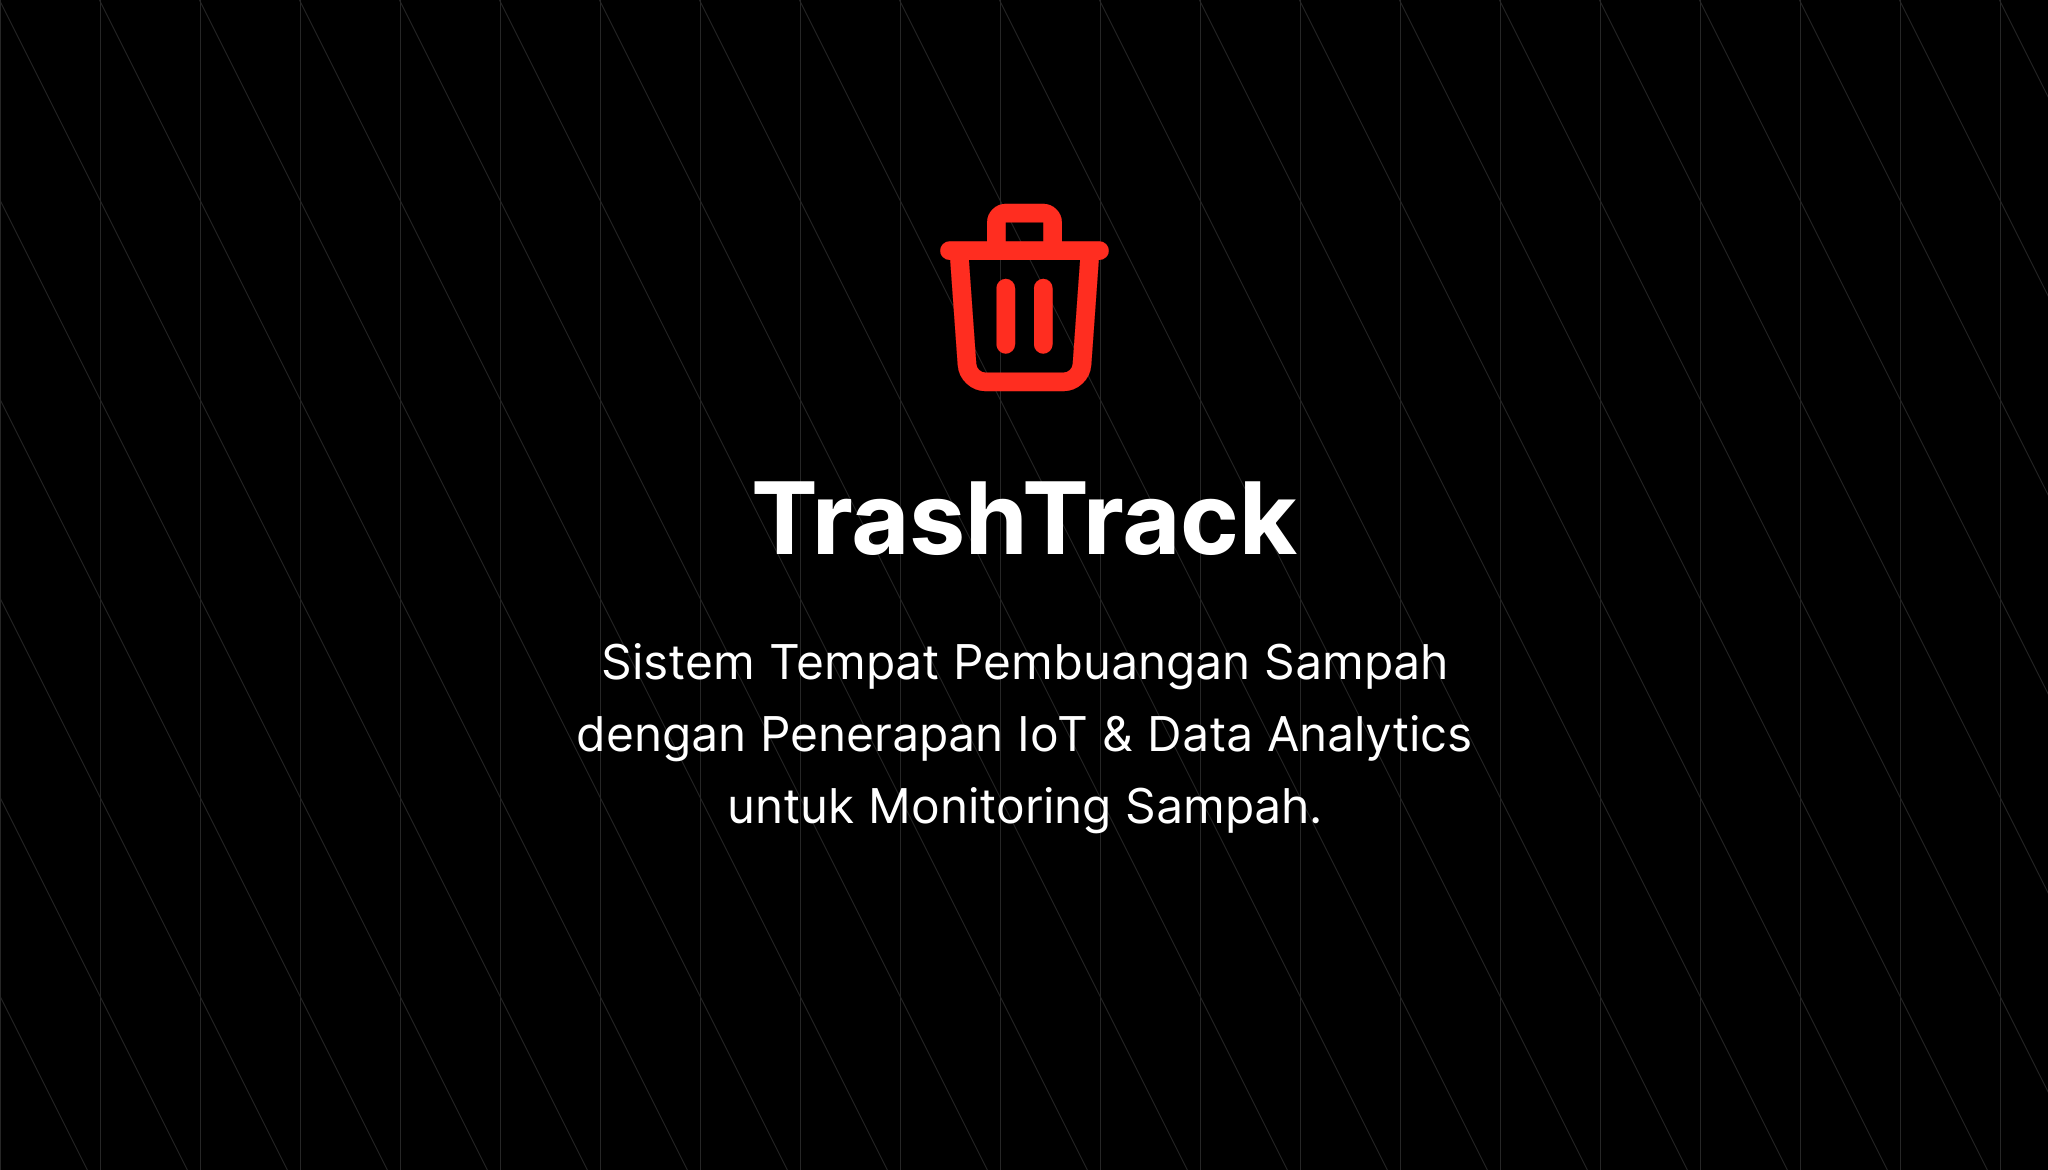 TrashTrack
Sistem Tempat Pembuangan Sampah
dengan Penerapan IoT & Data Analytics
untuk Monitoring Sampah.